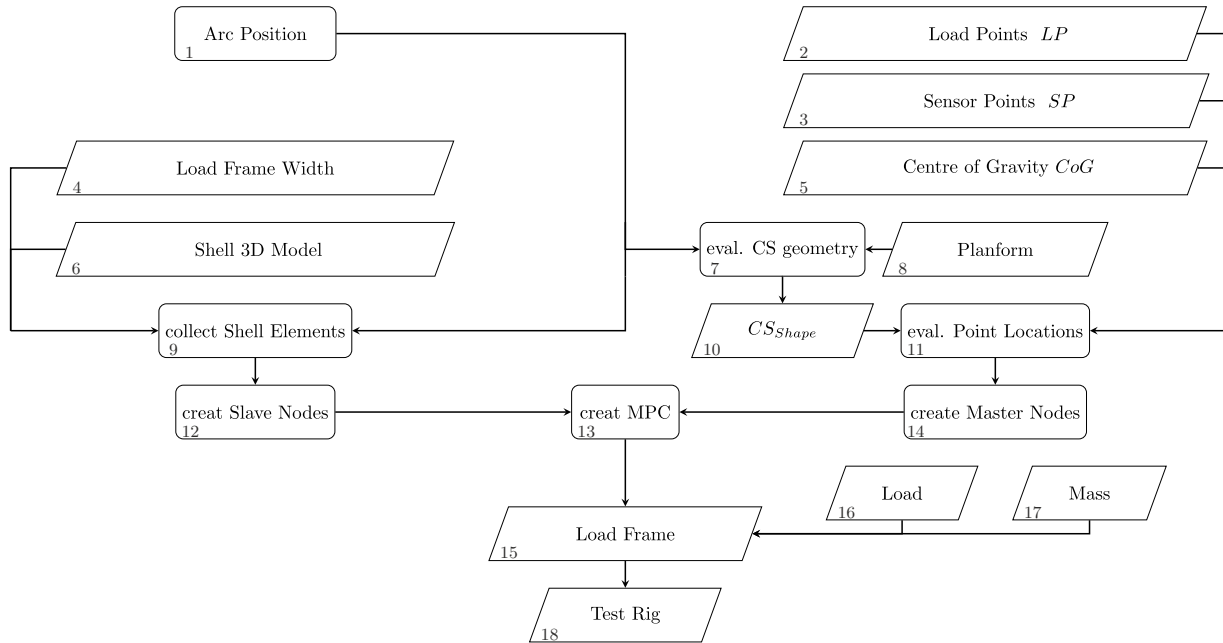 Arc Position
1
Load Points LP
2
Sensor Points SP
3
Load Frame Width
4
Centre of Gravity CoG
5
Shell 3D Model
6
eval. CS geometry
7
Planform
8
collect Shell Elements
9
CS_Shape
10
eval. Point Locations
11
creat Slave Nodes
12
creat MPC
13
create Master Nodes
14
Load
16
Mass
17
Load Frame
15
Test Rig
18